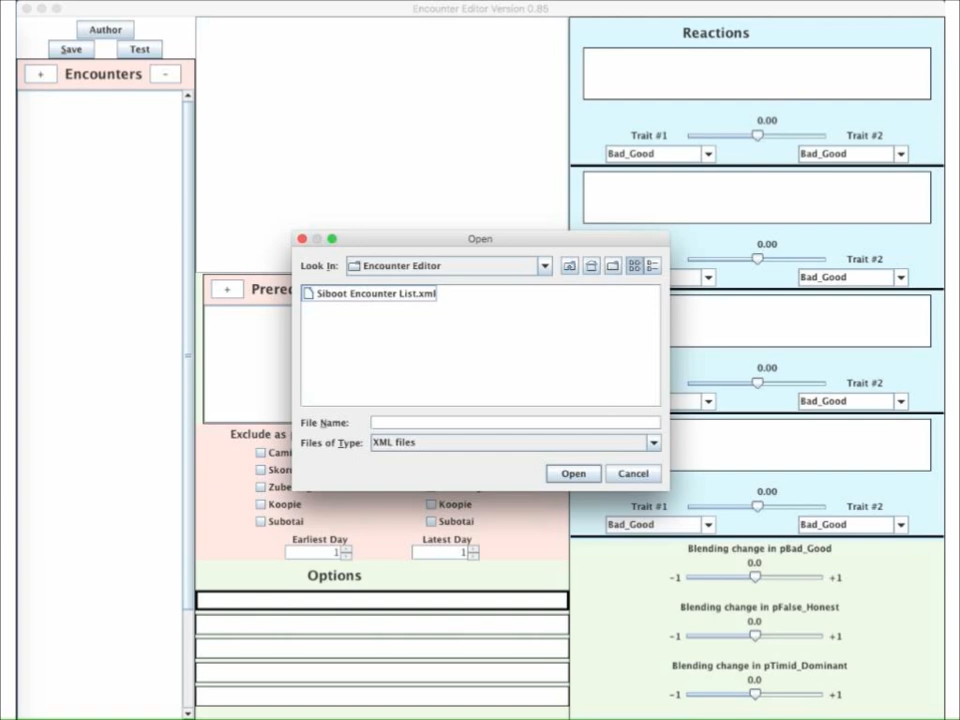 Encounter Editor Version 0.85
Author
Save
Test
+
Encounters
-
Reactions
0.00
Trait #1
Trait #2
Bad_Good
Bad_Good
0.00
Trait #2
Bad_Good
0.00
Trait #2
Bad_Good
0.00
Trait #1
Trait #2
Bad_Good
Bad_Good
Open
Look In:
Encounter Editor
Siboot Encounter List.xml
File Name:
Files of Type:
XML files
Open
Cancel
+
Exclude as
Koopie
Koopie
Subotai
Subotai
Earliest Day
Latest Day
1
1
Options
Blending change in pBad_Good
0.0
-1
+1
Blending change in pFalse_Honest
0.0
-1
+1
Blending change in pTimid_Dominant
0.0
-1
+1